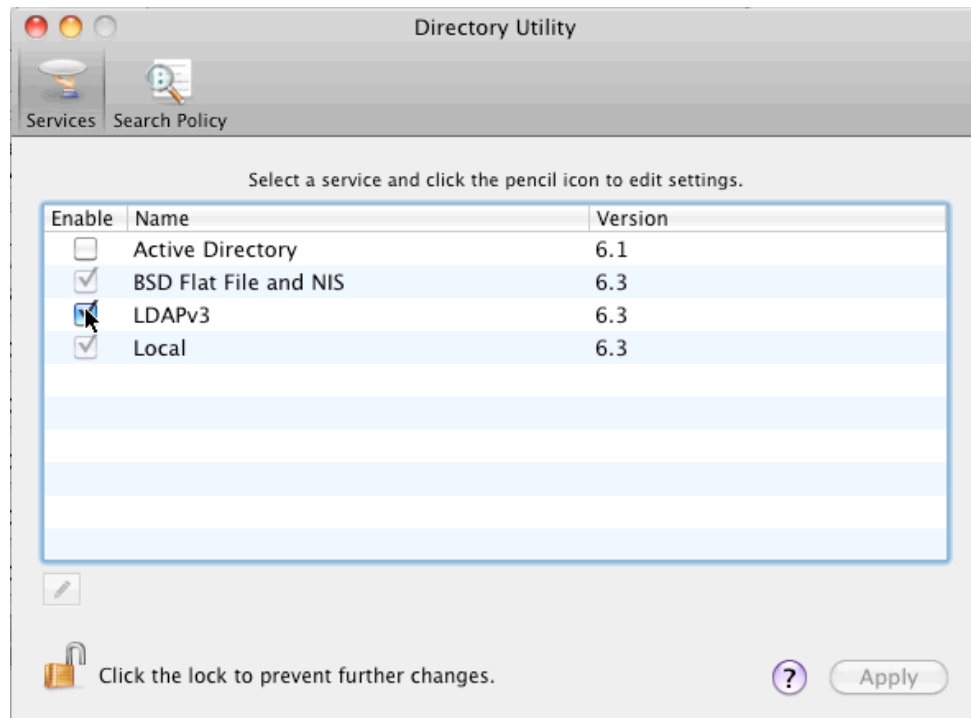 Directory Utility
Services Search Policy
Select a service and click the pencil icon to edit settings.
Enable Name Version
Active Directory 6.1
BSD Flat File and NIS 6.3
LDAPv3 6.3
Local 6.3
Click the lock to prevent further changes. ? Apply